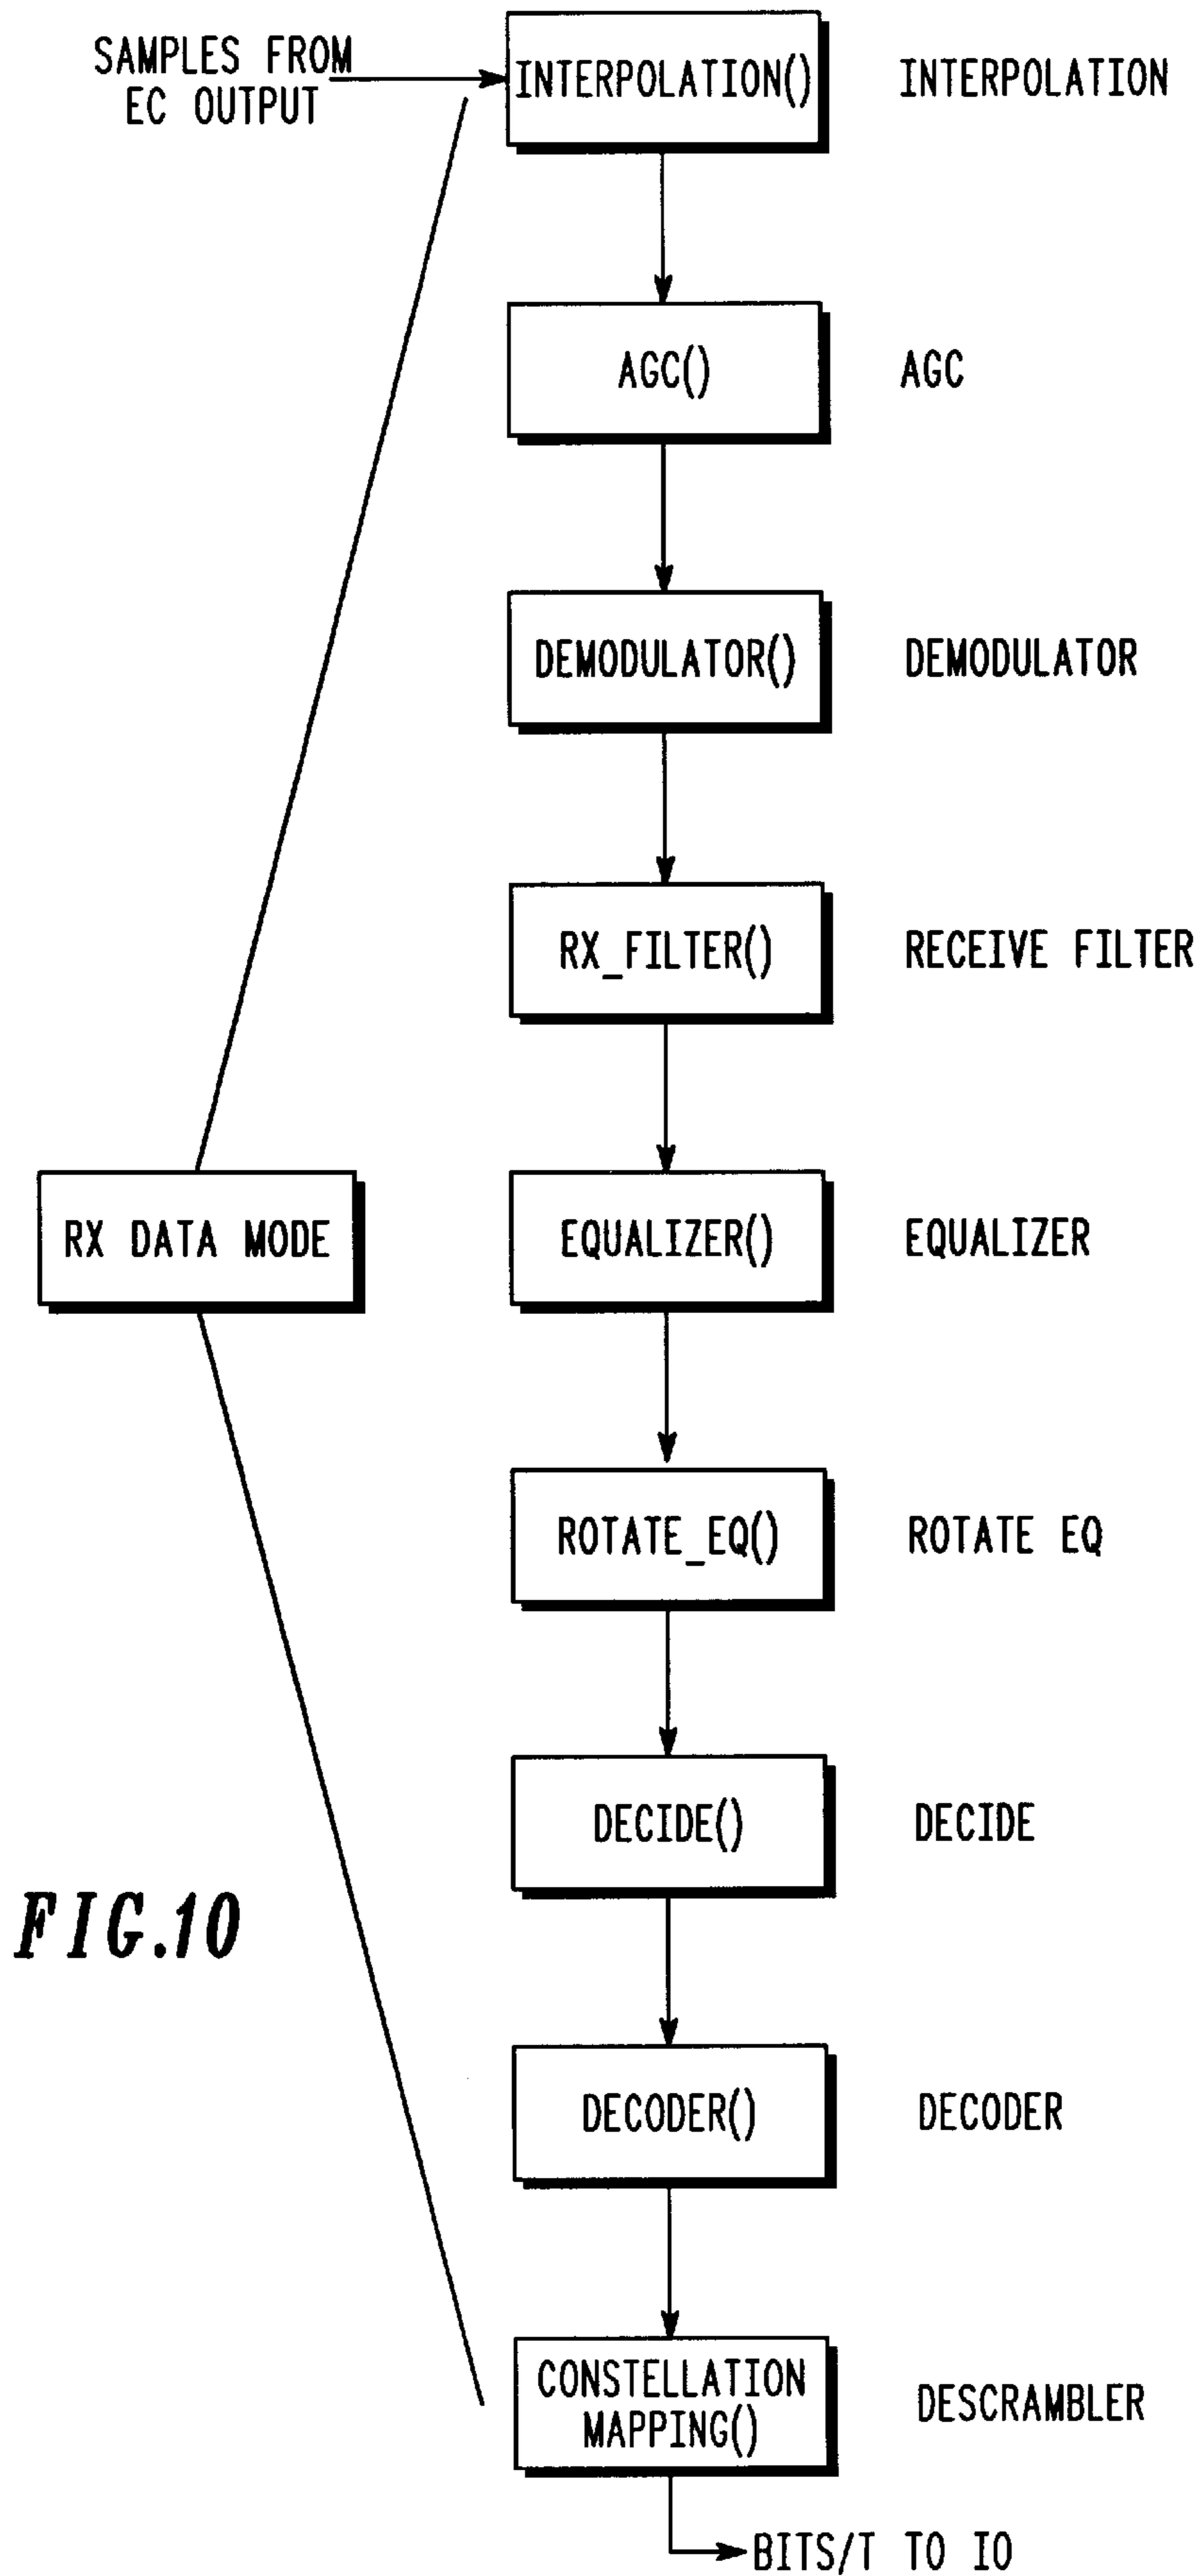 SAMPLES FROM
EC OUTPUT
INTERPOLATION()
INTERPOLATION
AGC()
AGC
DEMODULATOR()
DEMODULATOR
RX_FILTER()
RECEIVE FILTER
RX DATA MODE
EQUALIZER()
EQUALIZER
ROTATE_EQ()
ROTATE EQ
DECIDE()
DECIDE
FIG.10
DECODER()
DECODER
CONSTELLATION
MAPPING()
DESCRAMBLER
BITS/T TO IO